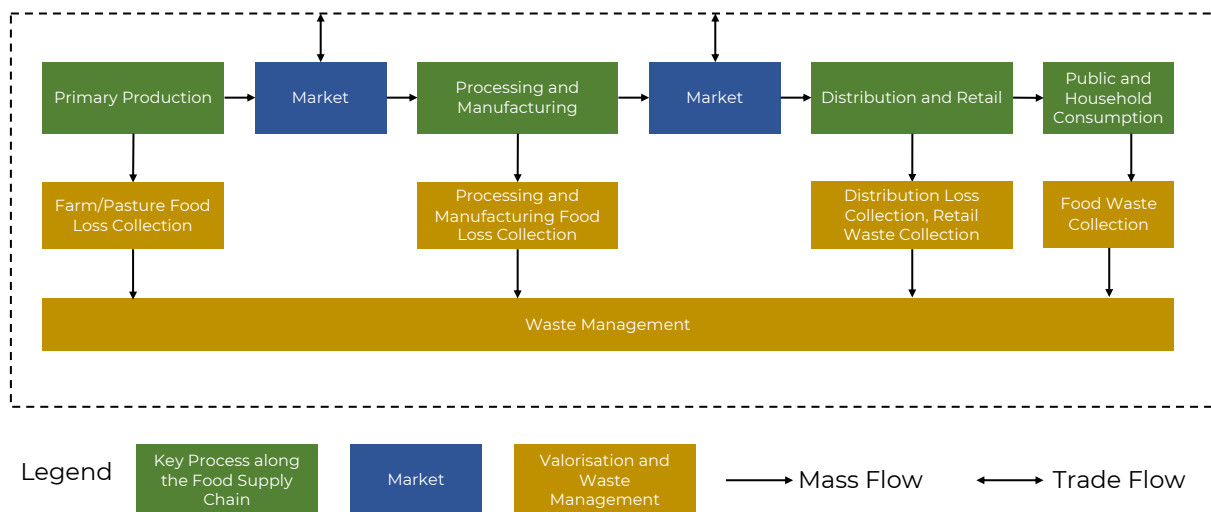 Primary Production
Market
Processing and
Manufacturing
Market
Distribution and Retail
Public and
Household
Consumption
Farm/Pasture Food
Loss Collection
Processing and
Manufacturing Food
Loss Collection
Distribution Loss
Collection, Retail
Waste Collection
Food Waste
Collection
Waste Management
Legend
Key Process along
the Food Supply
Chain
Market
Valorisation and
Waste
Management
Mass Flow
Trade Flow